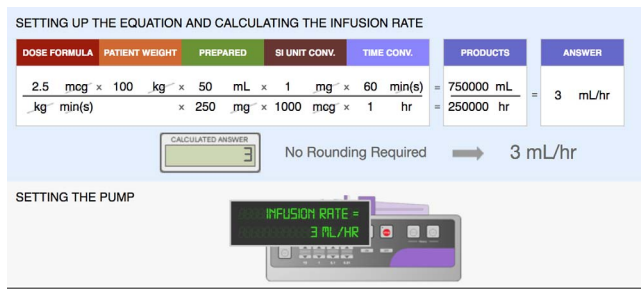 SETTING UP THE EQUATION AND CALCULATING THE INFUSION RATE
DOSE FORMULA PATIENT WEIGHT PREPARED SI UNIT CONV. TIME CONV. PRODUCTS ANSWER
2.5 mcg × 100 kg × 50 mL × 1 mg × 60 min(s) = 750000 mL = 3 mL/hr
kg min(s) × 250 mg × 1000 mcg × 1 hr = 250000 hr
CALCULATED ANSWER
3
No Rounding Required 3 mL/hr
SETTING THE PUMP
INFUSION RATE =
3 ML/HR